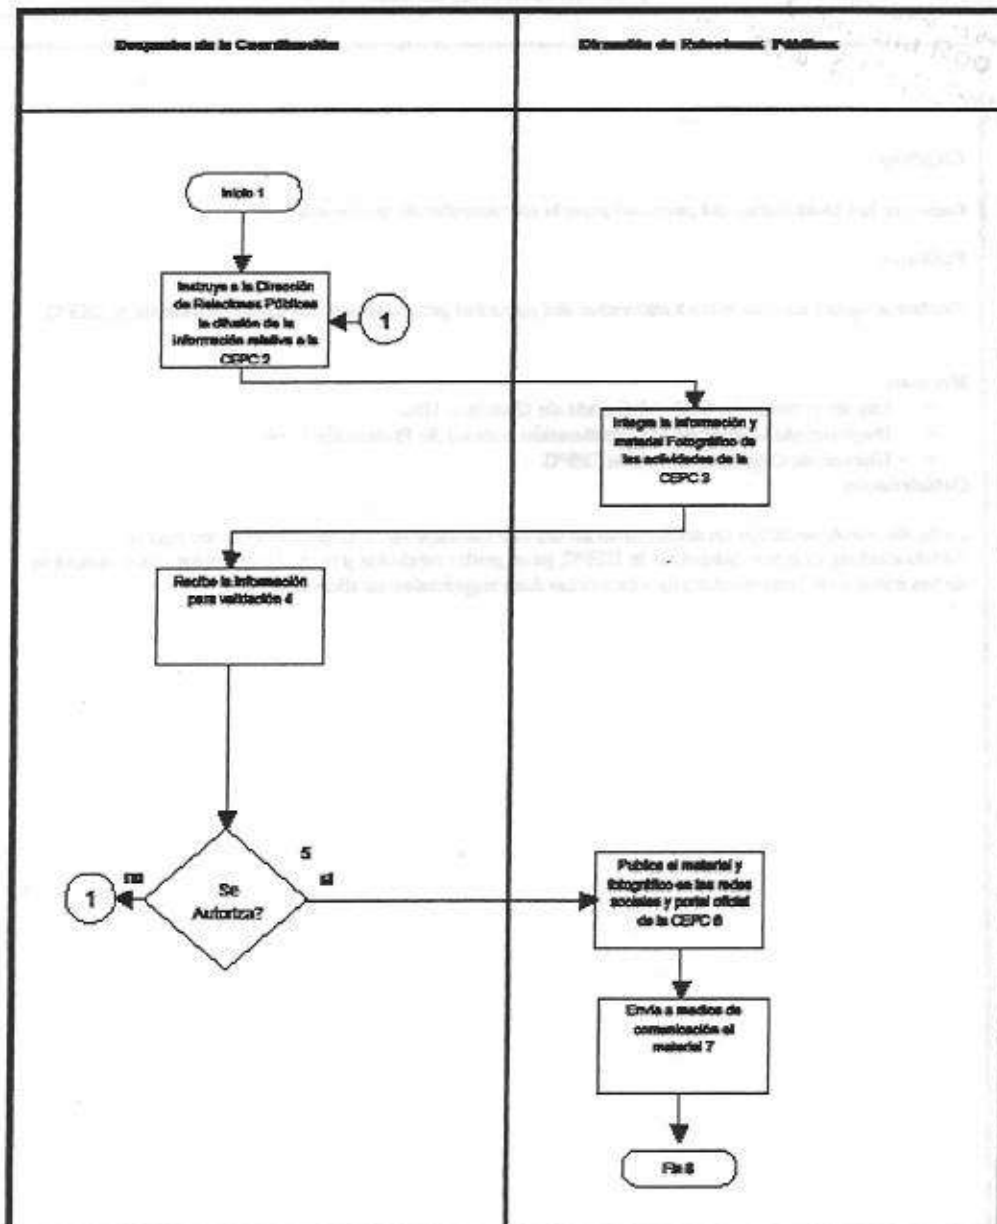 Despacho de la Coordinación
Dirección de Relaciones Públicas
Inicio 1
Instruye a la Dirección
de Relaciones Públicas
la difusión de la
información relativa a la
CEPC 2
1
Integra la información y
material Fotográfico de
las actividades de la
CEPC 3
Recibe la información
para validación 4
5
no
si
1
Se
Autoriza?
Publica el material y
fotográfico en las redes
sociales y portal oficial
de la CEPC 6
Envía a medios de
comunicación el
material 7
Fin 8